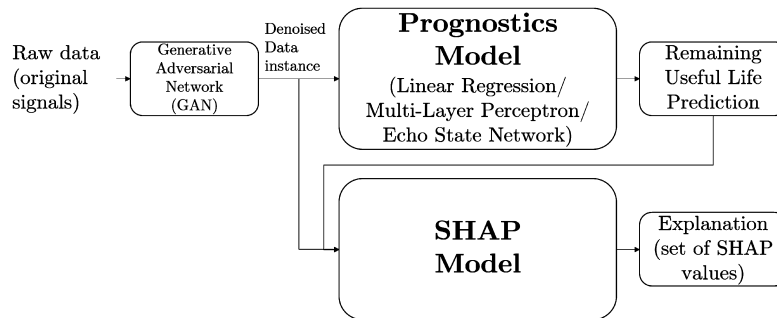 Raw data
(original
signals)
Generative
Adversarial
Network
(GAN)
Denoised
Data
instance
Prognostics
Model
(Linear Regression/
Multi-Layer Perceptron/
Echo State Network)
Remaining
Useful Life
Prediction
SHAP
Model
Explanation
(set of SHAP
values)